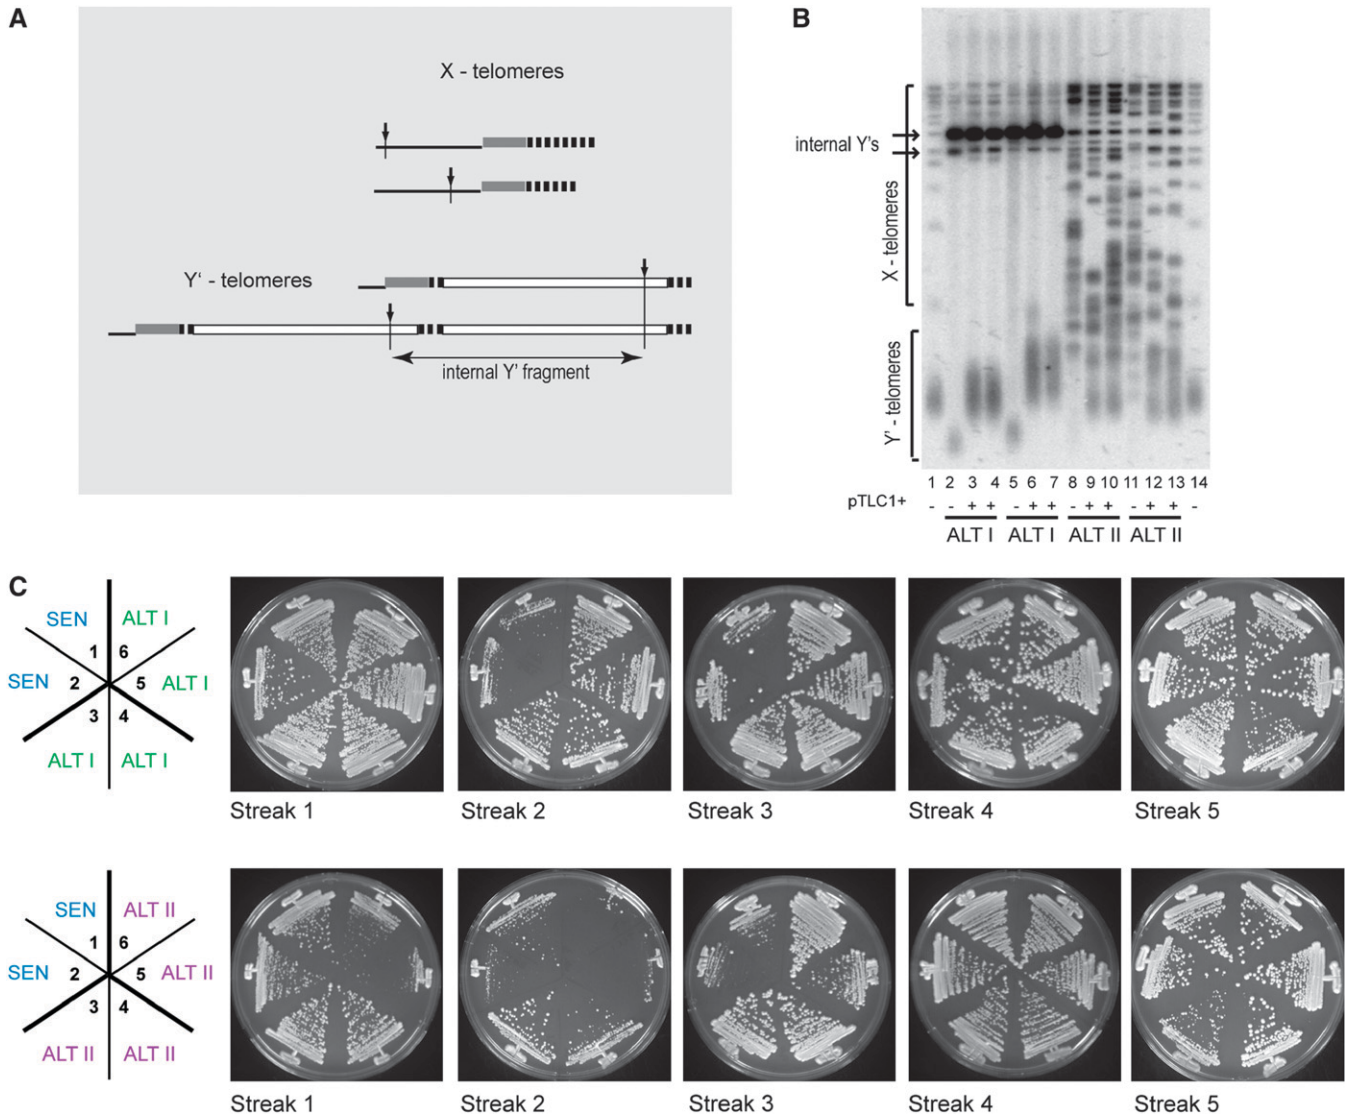 A
X - telomeres
Y' - telomeres
internal Y' fragment
B
internal Y's
X - telomeres
Y' - telomeres
1 2 3 4 5 6 7 8 9 10 11 12 13 14
pTLC1+ - - + + - + + - + + - + + -
ALT I ALT I ALT II ALT II
C
SEN ALT I
1 6
SEN 2 5 ALT I
3 4
ALT I ALT I
Streak 1 Streak 2 Streak 3 Streak 4 Streak 5
SEN ALT II
1 6
SEN 2 5 ALT II
3 4
ALT II ALT II
Streak 1 Streak 2 Streak 3 Streak 4 Streak 5